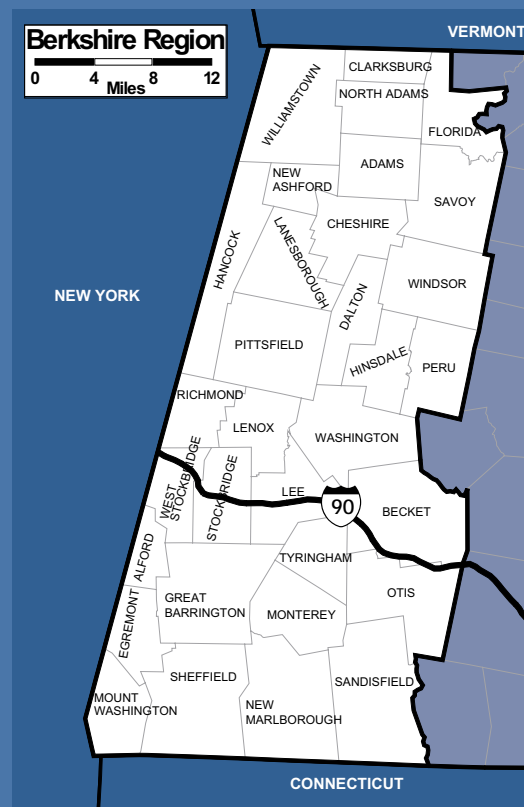 Berkshire Region
0 4 8 12
Miles
VERMONT
CLARKSBURG
NORTH ADAMS
WILLIAMSTOWN
FLORIDA
ADAMS
NEW
ASHFORD
SAVOY
CHESHIRE
LANESBOROUGH
HANCOCK
WINDSOR
NEW YORK
DALTON
PITTSFIELD
HINSDALE
PERU
RICHMOND
LENOX
WASHINGTON
WEST
STOCKBRIDGE
STOCKBRIDGE
LEE
90
BECKET
ALFORD
TYRINGHAM
OTIS
EGREMONT
GREAT
BARRINGTON
MONTEREY
SHEFFIELD
SANDISFIELD
MOUNT
WASHINGTON
NEW
MARLBOROUGH
CONNECTICUT